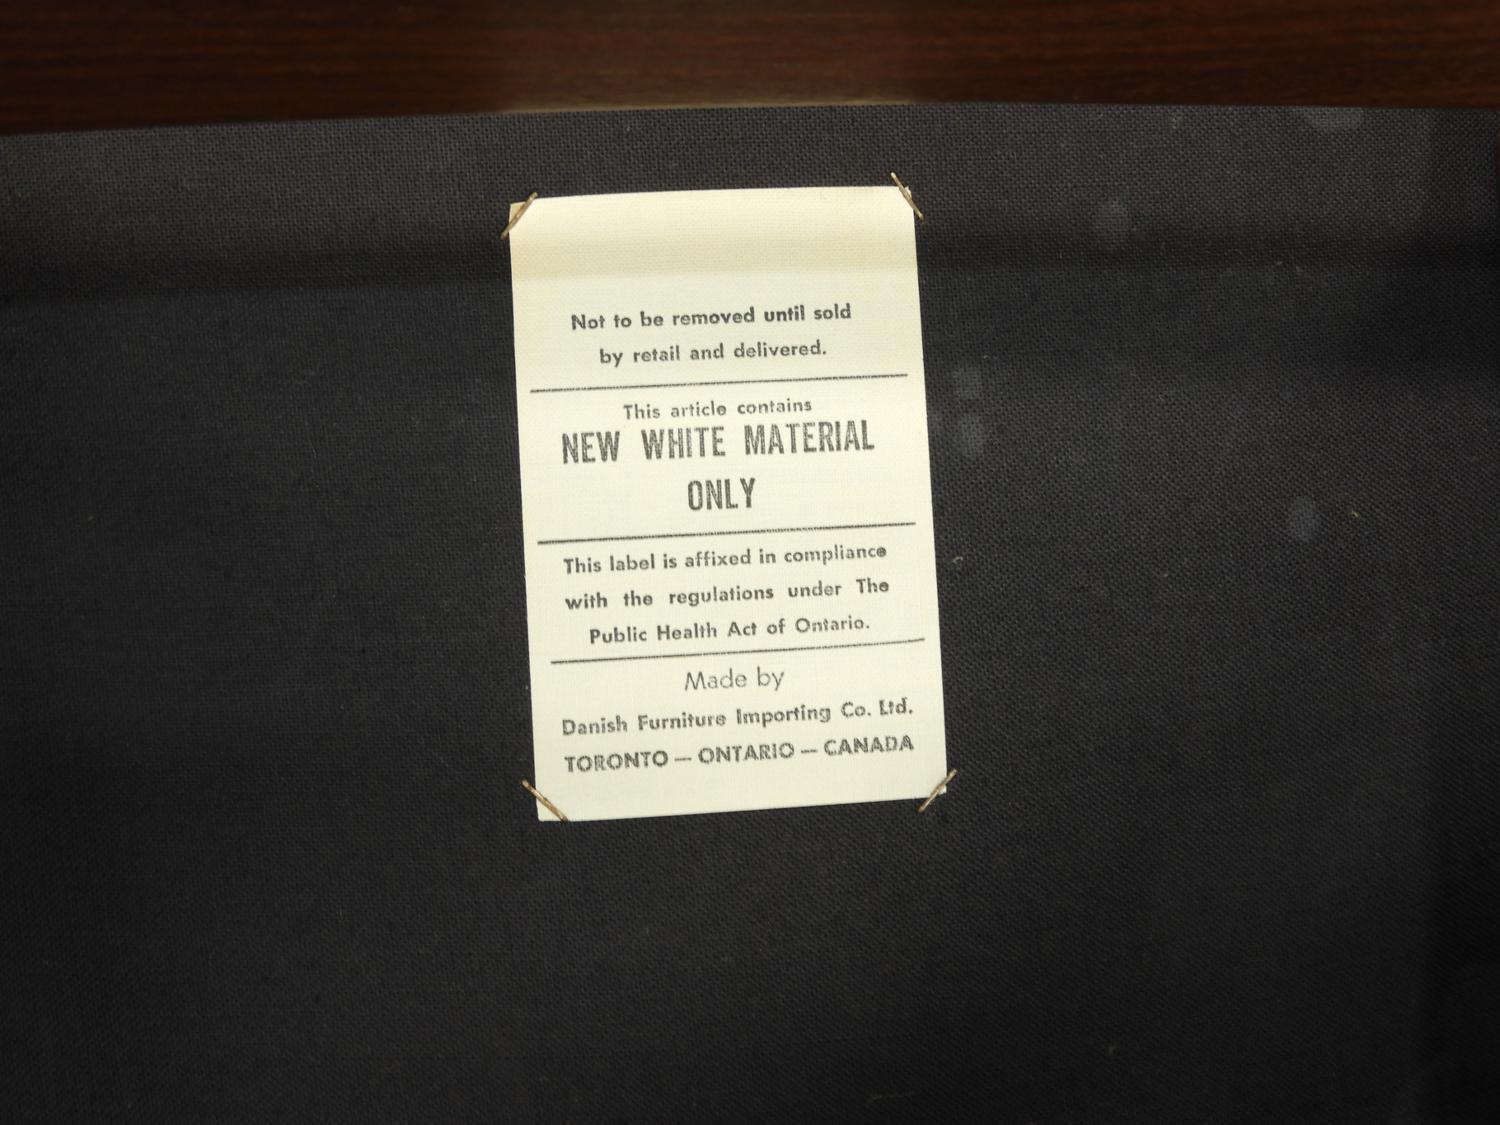 Not to be removed until sold
by retail and delivered.
This article contains
NEW WHITE MATERIAL
ONLY
This label is affixed in compliance
with the regulations under The
Public Health Act of Ontario.
Made by
Danish Furniture Importing Co. Ltd.
TORONTO — ONTARIO — CANADA